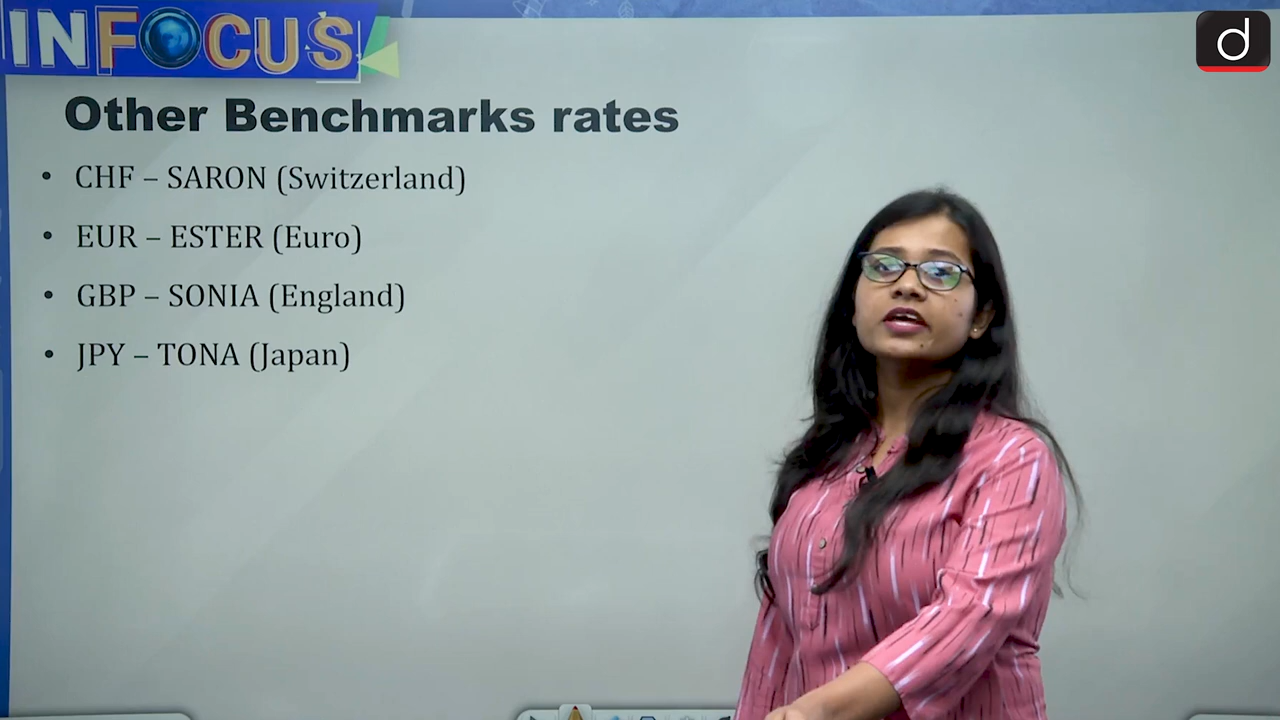 INFOCUS
d
Other Benchmarks rates
• CHF – SARON (Switzerland)
• EUR – ESTER (Euro)
• GBP – SONIA (England)
• JPY – TONA (Japan)